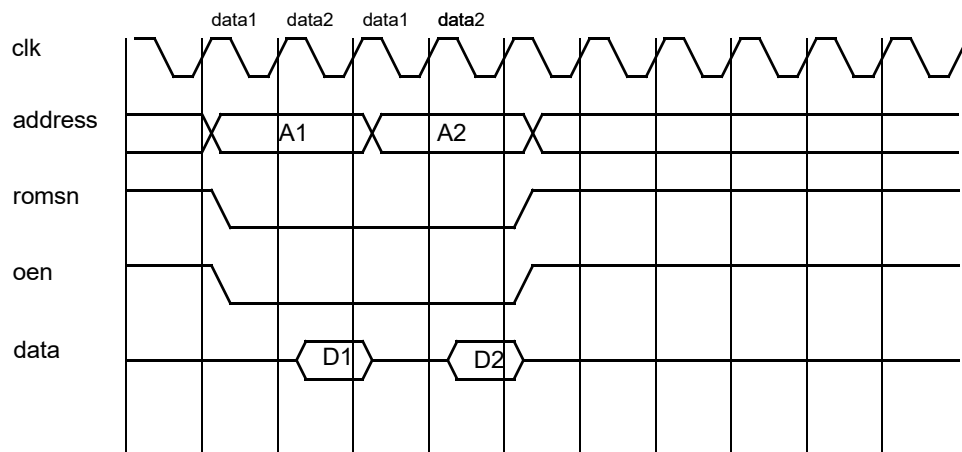 data1 data2 data1 data2
clk
address A1 A2
romsn
oen
data D1 D2